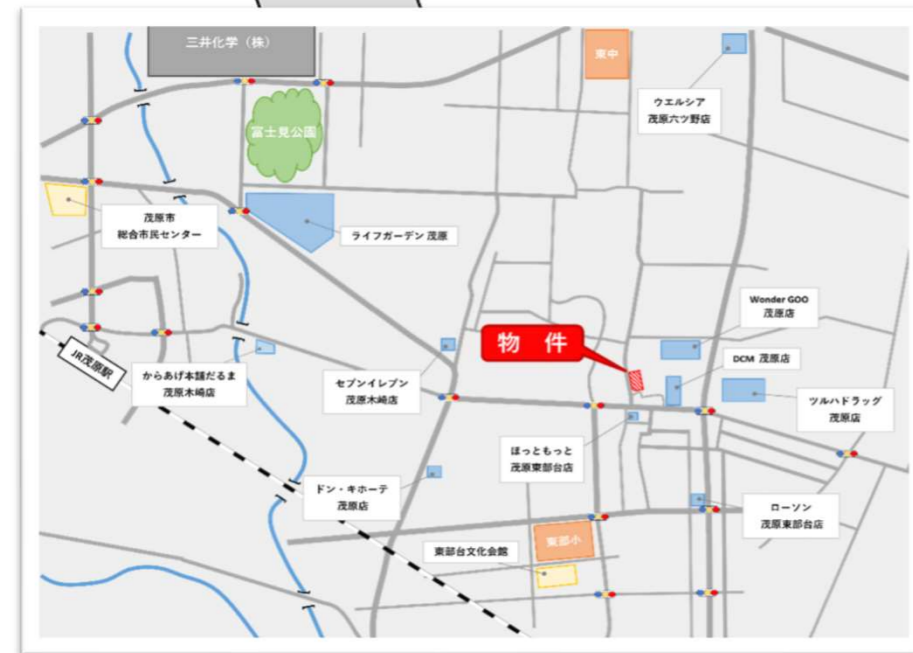 三井化学（株）
東中
ウエルシア
茂原六ツ野店
富士見公園
茂原市
総合市民センター
ライフガーデン 茂原
Wonder GOO
茂原店
物 件
DCM 茂原店
JR茂原駅
からあげ本舗だるま
茂原木崎店
セブンイレブン
茂原木崎店
ツルハドラッグ
茂原店
ほっともっと
茂原東部台店
ドン・キホーテ
茂原店
ローソン
茂原東部台店
東部小
東部台文化会館